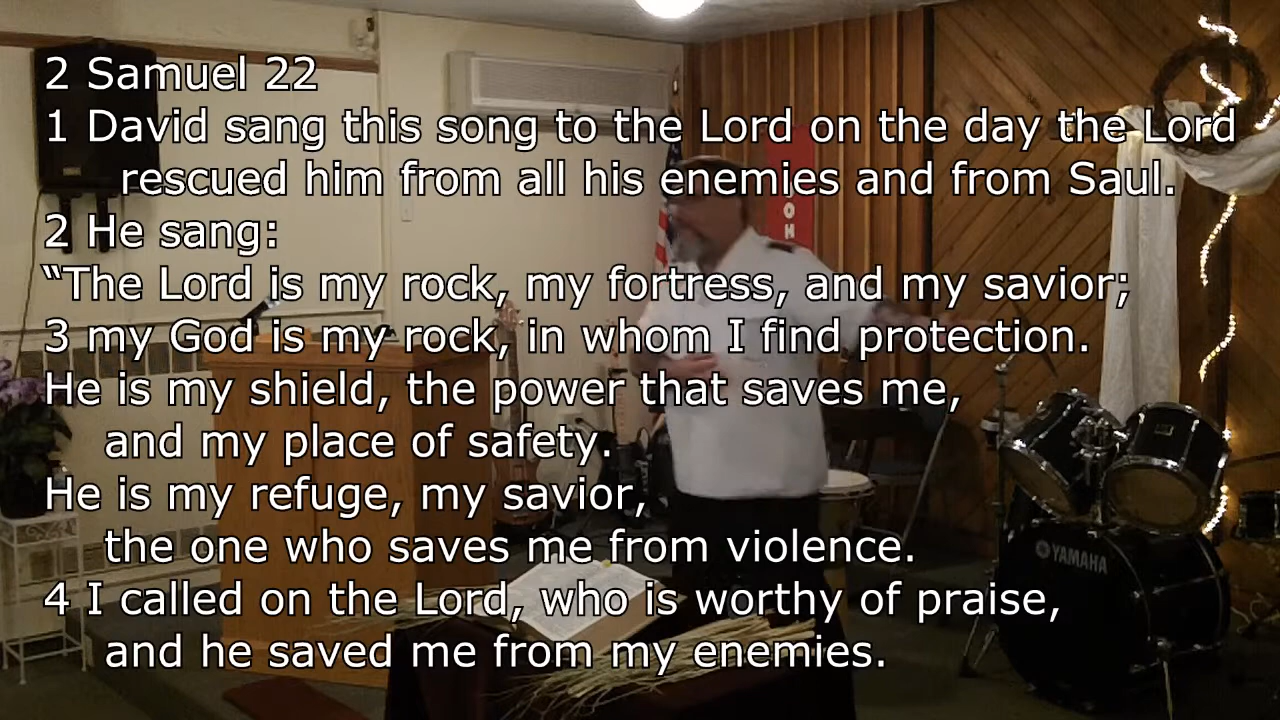 2 Samuel 22
1 David sang this song to the Lord on the day the Lord
rescued him from all his enemies and from Saul.
2 He sang:
“The Lord is my rock, my fortress, and my savior;
3 my God is my rock, in whom I find protection.
He is my shield, the power that saves me,
and my place of safety.
He is my refuge, my savior,
the one who saves me from violence.
4 I called on the Lord, who is worthy of praise,
and he saved me from my enemies.
YAMAHA